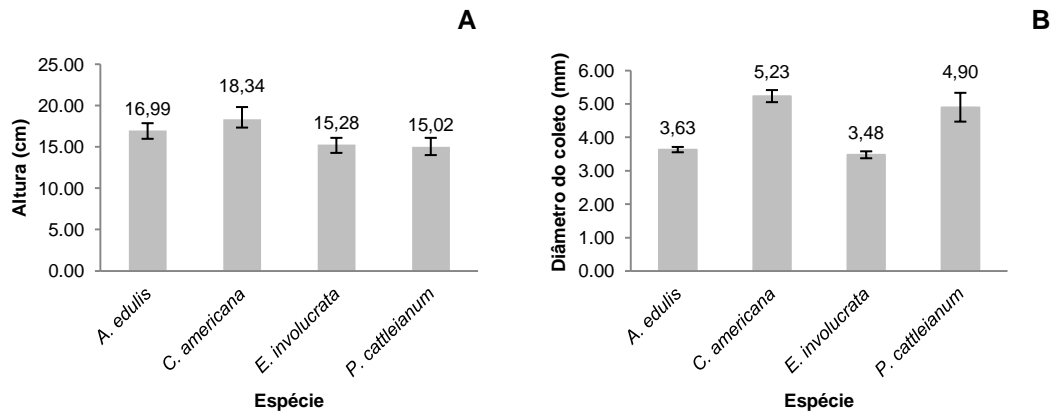 A
25.00
20.00
15.00
10.00
5.00
0.00
Altura (cm)
16,99
18,34
15,28
15,02
A. edulis
C. americana
E. involucrata
P. cattleianum
Espécie
B
6.00
5.00
4.00
3.00
2.00
1.00
0.00
Diâmetro do coleto (mm)
3,63
5,23
3,48
4,90
A. edulis
C. americana
E. involucrata
P. cattleianum
Espécie